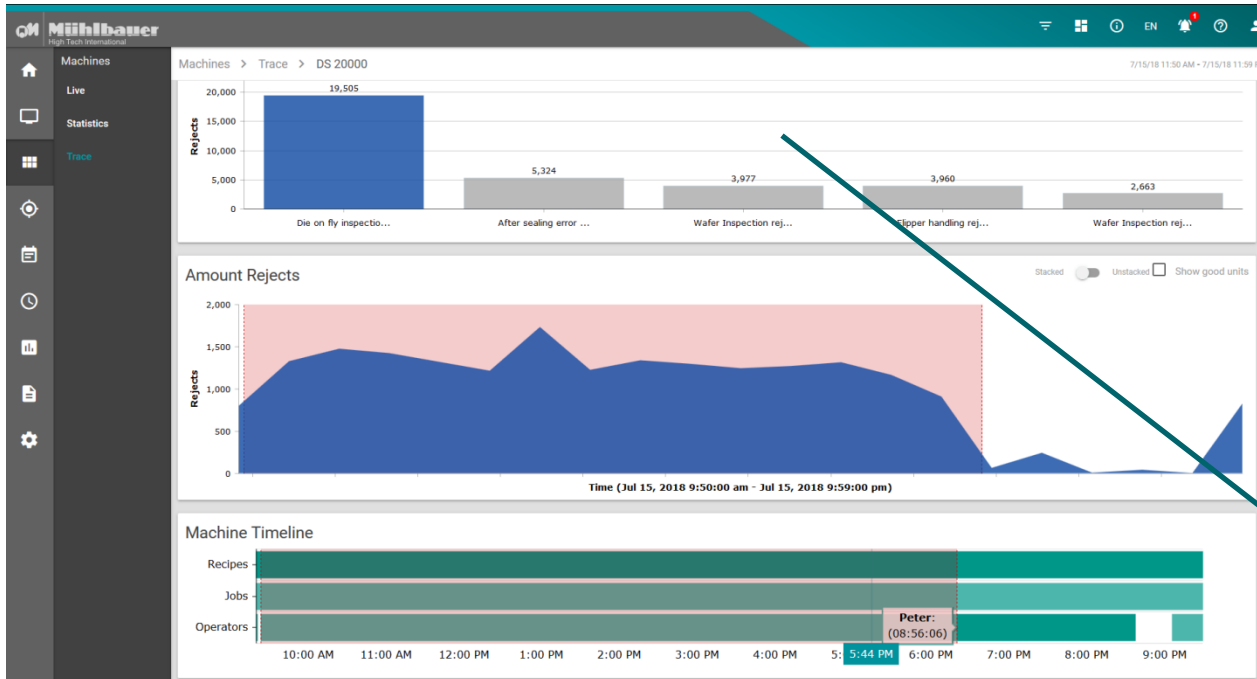 Mühlbauer
High Tech International
EN
1
Machines
Live
Statistics
Trace
Machines > Trace > DS 20000
7/15/18 11:50 AM - 7/15/18 11:59
20,000
15,000
10,000
5,000
0
Rejects
19,505
5,324
3,977
3,960
2,663
Die on fly inspectio...
After sealing error ...
Wafer Inspection rej...
Flipper handling rej...
Wafer Inspection rej...
Amount Rejects
Stacked
Unstacked
Show good units
2,000
1,500
1,000
500
0
Rejects
Time (Jul 15, 2018 9:50:00 am - Jul 15, 2018 9:59:00 pm)
Machine Timeline
Recipes
Jobs
Operators
Peter:
(08:56:06)
10:00 AM 11:00 AM 12:00 PM 1:00 PM 2:00 PM 3:00 PM 4:00 PM 5: 5:44 PM 6:00 PM 7:00 PM 8:00 PM 9:00 PM